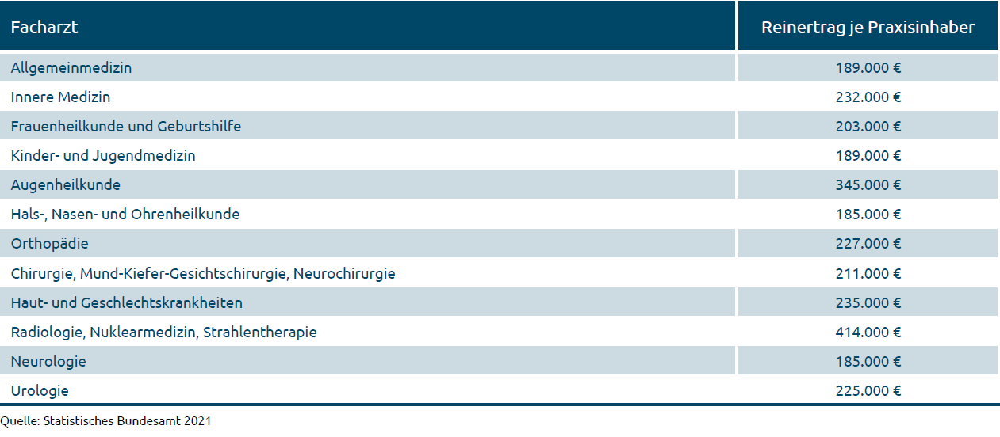 Facharzt Reinertrag je Praxisinhaber
Allgemeinmedizin 189.000 €
Innere Medizin 232.000 €
Frauenheilkunde und Geburtshilfe 203.000 €
Kinder- und Jugendmedizin 189.000 €
Augenheilkunde 345.000 €
Hals-, Nasen- und Ohrenheilkunde 185.000 €
Orthopädie 227.000 €
Chirurgie, Mund-Kiefer-Gesichtschirurgie, Neurochirurgie 211.000 €
Haut- und Geschlechtskrankheiten 235.000 €
Radiologie, Nuklearmedizin, Strahlentherapie 414.000 €
Neurologie 185.000 €
Urologie 225.000 €
Quelle: Statistisches Bundesamt 2021